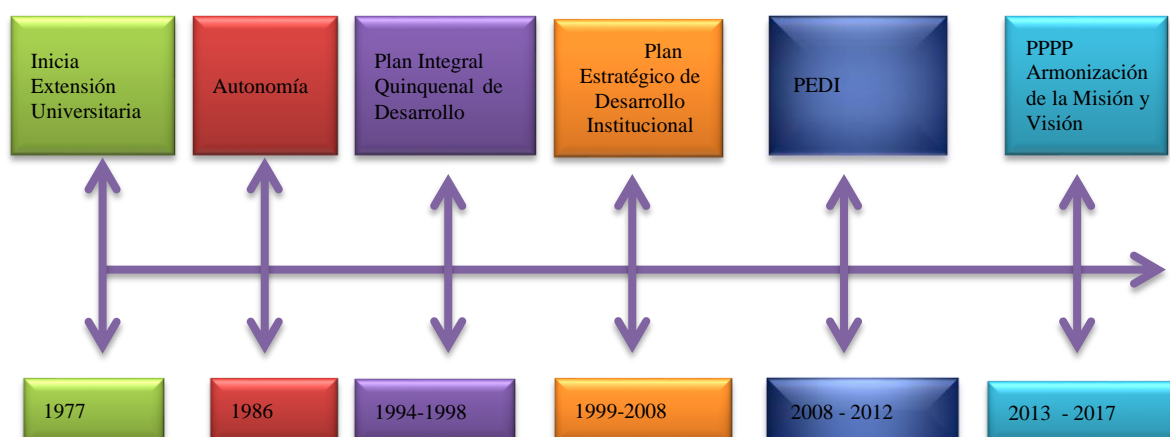 Inicia
Extensión
Universitaria
Autonomía
Plan Integral
Quinquenal de
Desarrollo
Plan
Estratégico de
Desarrollo
Institucional
PEDI
PPPP
Armonización
de la Misión y
Visión
1977
1986
1994-1998
1999-2008
2008 - 2012
2013 - 2017